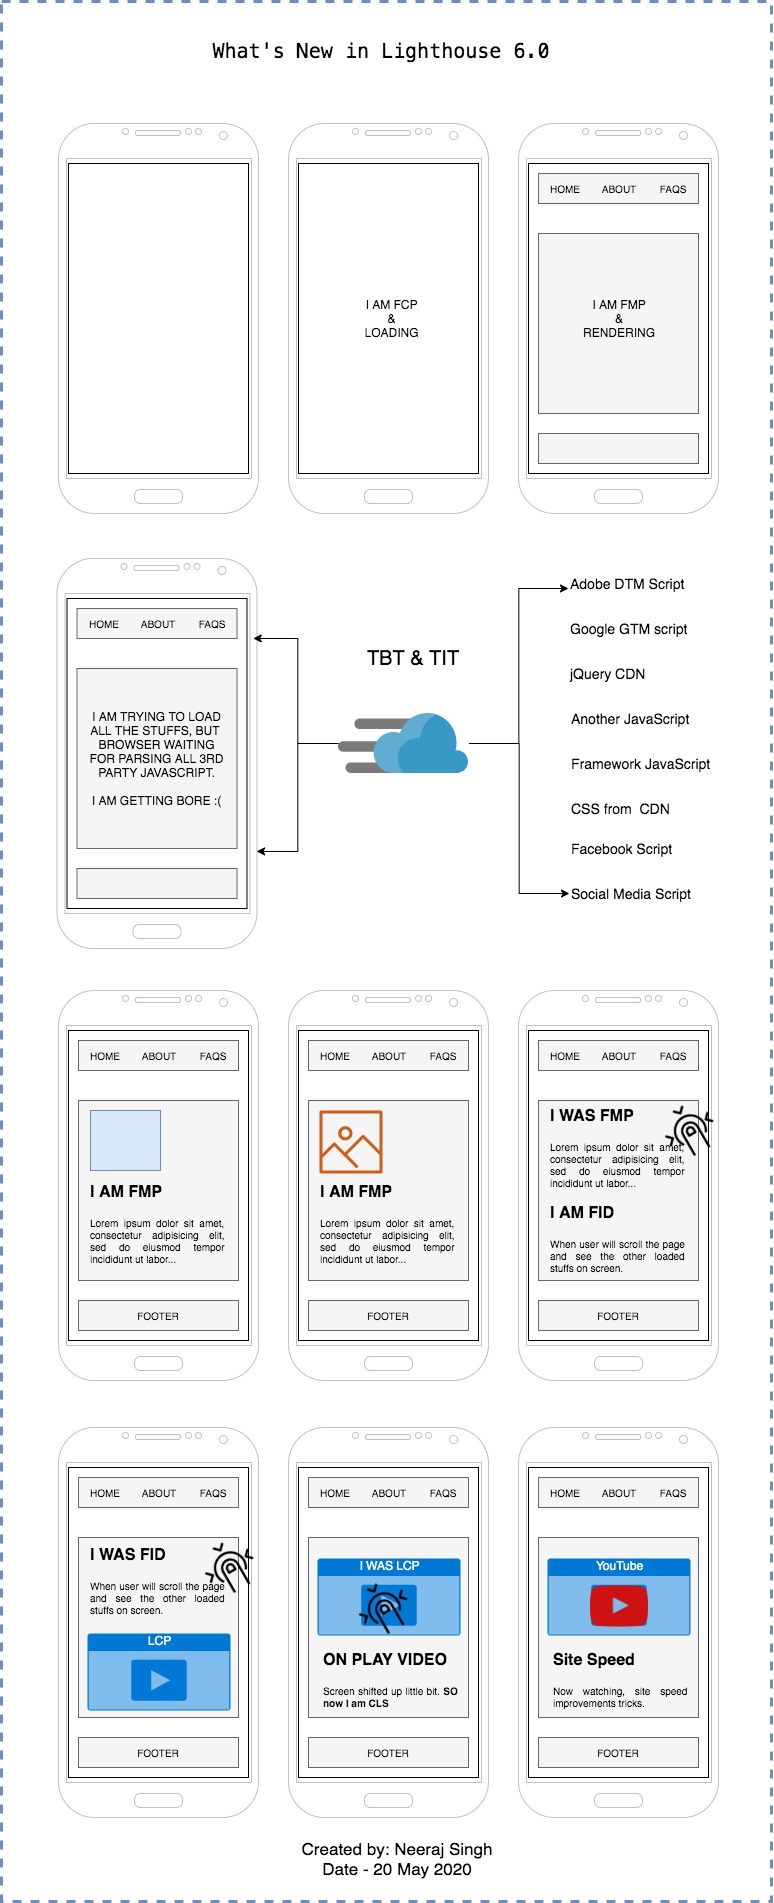 What's New in Lighthouse 6.0
I AM FCP
&
LOADING
HOME ABOUT FAQS
I AM FMP
&
RENDERING
HOME ABOUT FAQS
I AM TRYING TO LOAD
ALL THE STUFFS, BUT
BROWSER WAITING
FOR PARSING ALL 3RD
PARTY JAVASCRIPT.
I AM GETTING BORE :(
TBT & TIT
Adobe DTM Script
Google GTM script
jQuery CDN
Another JavaScript
Framework JavaScript
CSS from CDN
Facebook Script
Social Media Script
HOME ABOUT FAQS
I AM FMP
Lorem ipsum dolor sit amet,
consectetur adipisicing elit,
sed do eiusmod tempor
incididunt ut labor...
FOOTER
HOME ABOUT FAQS
I AM FMP
Lorem ipsum dolor sit amet,
consectetur adipisicing elit,
sed do eiusmod tempor
incididunt ut labor...
FOOTER
HOME ABOUT FAQS
I WAS FMP
Lorem ipsum dolor sit amet,
consectetur adipisicing elit,
sed do eiusmod tempor
incididunt ut labor...
I AM FID
When user will scroll the page
and see the other loaded
stuffs on screen.
FOOTER
HOME ABOUT FAQS
I WAS FID
When user will scroll the page
and see the other loaded
stuffs on screen.
LCP
FOOTER
HOME ABOUT FAQS
I WAS LCP
ON PLAY VIDEO
Screen shifted up little bit. SO
now I am CLS
FOOTER
HOME ABOUT FAQS
YouTube
Site Speed
Now watching, site speed
improvements tricks.
FOOTER
Created by: Neeraj Singh
Date - 20 May 2020